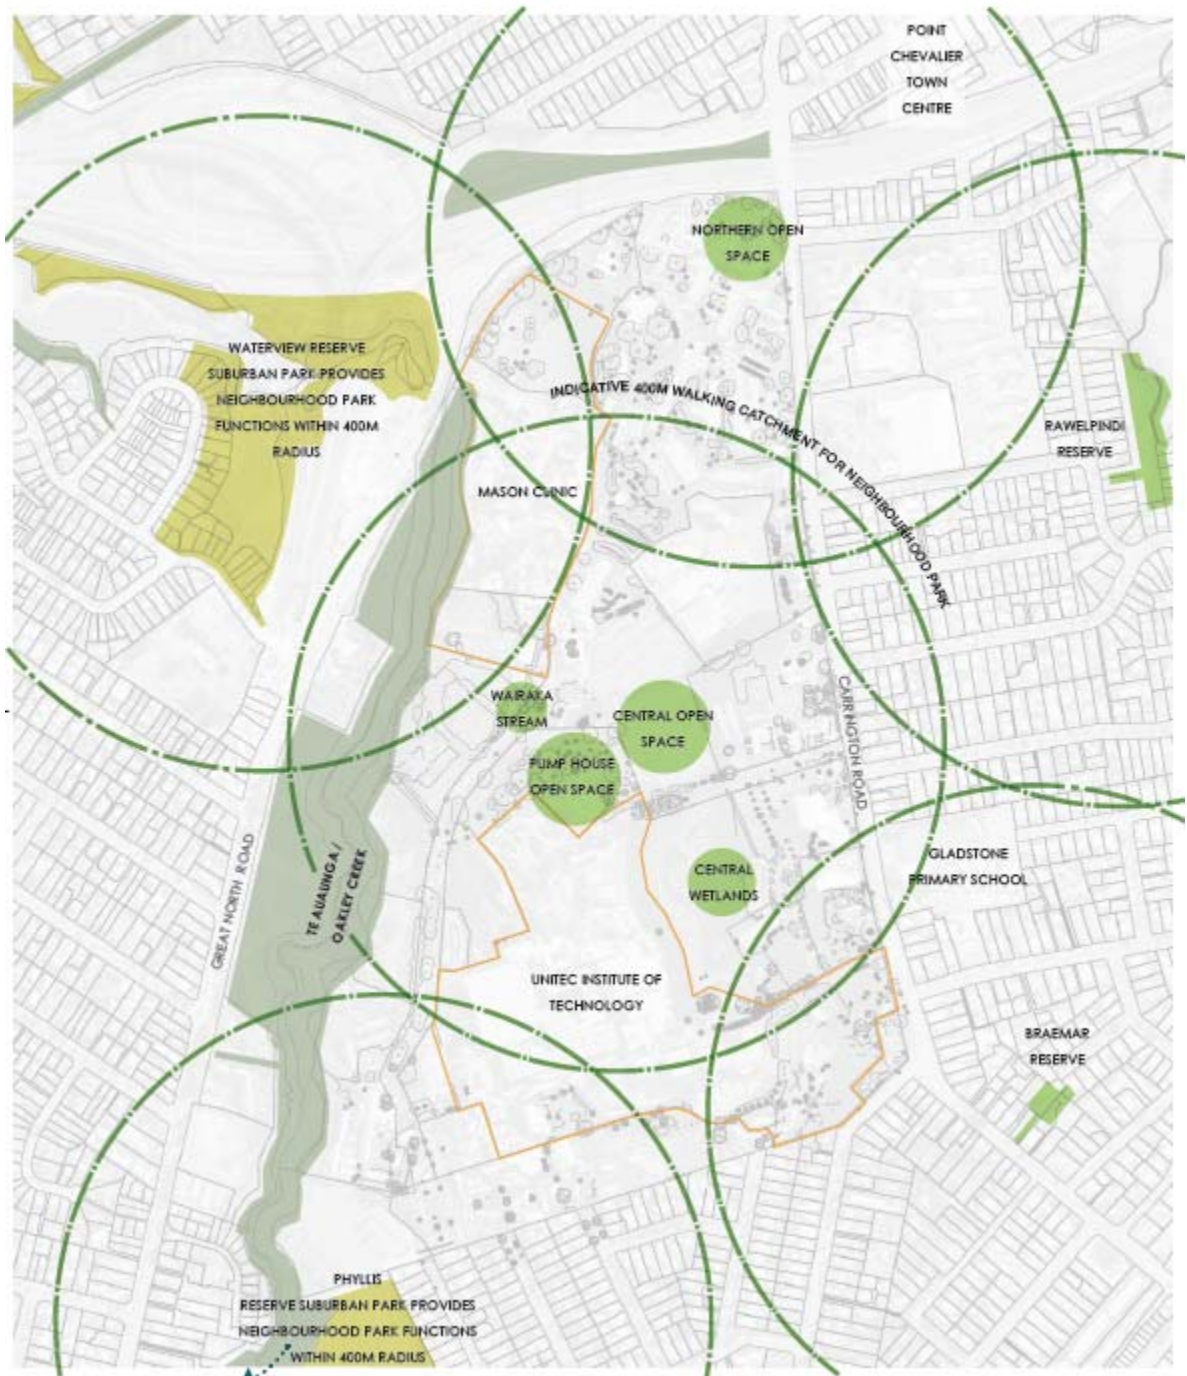 POINT
CHEVALIER
TOWN
CENTRE
NORTHERN OPEN
SPACE
WATERVIEW RESERVE
SUBURBAN PARK PROVIDES
NEIGHBOURHOOD PARK
FUNCTIONS WITHIN 400M
RADIUS
INDICATIVE 400M WALKING CATCHMENT FOR NEIGHBOURHOOD PARK
RAWELPINDI
RESERVE
MASON CLINIC
WAIRAKA
STREAM
CENTRAL OPEN
SPACE
PUMP HOUSE
OPEN SPACE
CARRINGTON ROAD
GREAT NORTH ROAD
TE AUAUNGA /
OAKLEY CREEK
CENTRAL
WETLANDS
GLADSTONE
PRIMARY SCHOOL
UNITEC INSTITUTE OF
TECHNOLOGY
BRAEMAR
RESERVE
PHYLLIS
RESERVE SUBURBAN PARK PROVIDES
NEIGHBOURHOOD PARK FUNCTIONS
WITHIN 400M RADIUS